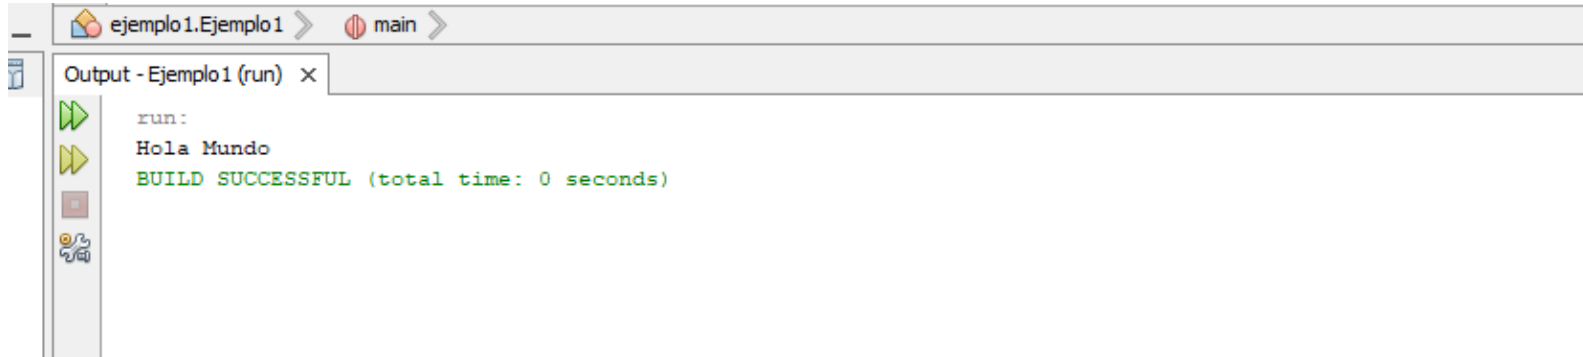 ejemplo1.Ejemplo1 main
Output - Ejemplo1 (run)
run:
Hola Mundo
BUILD SUCCESSFUL (total time: 0 seconds)